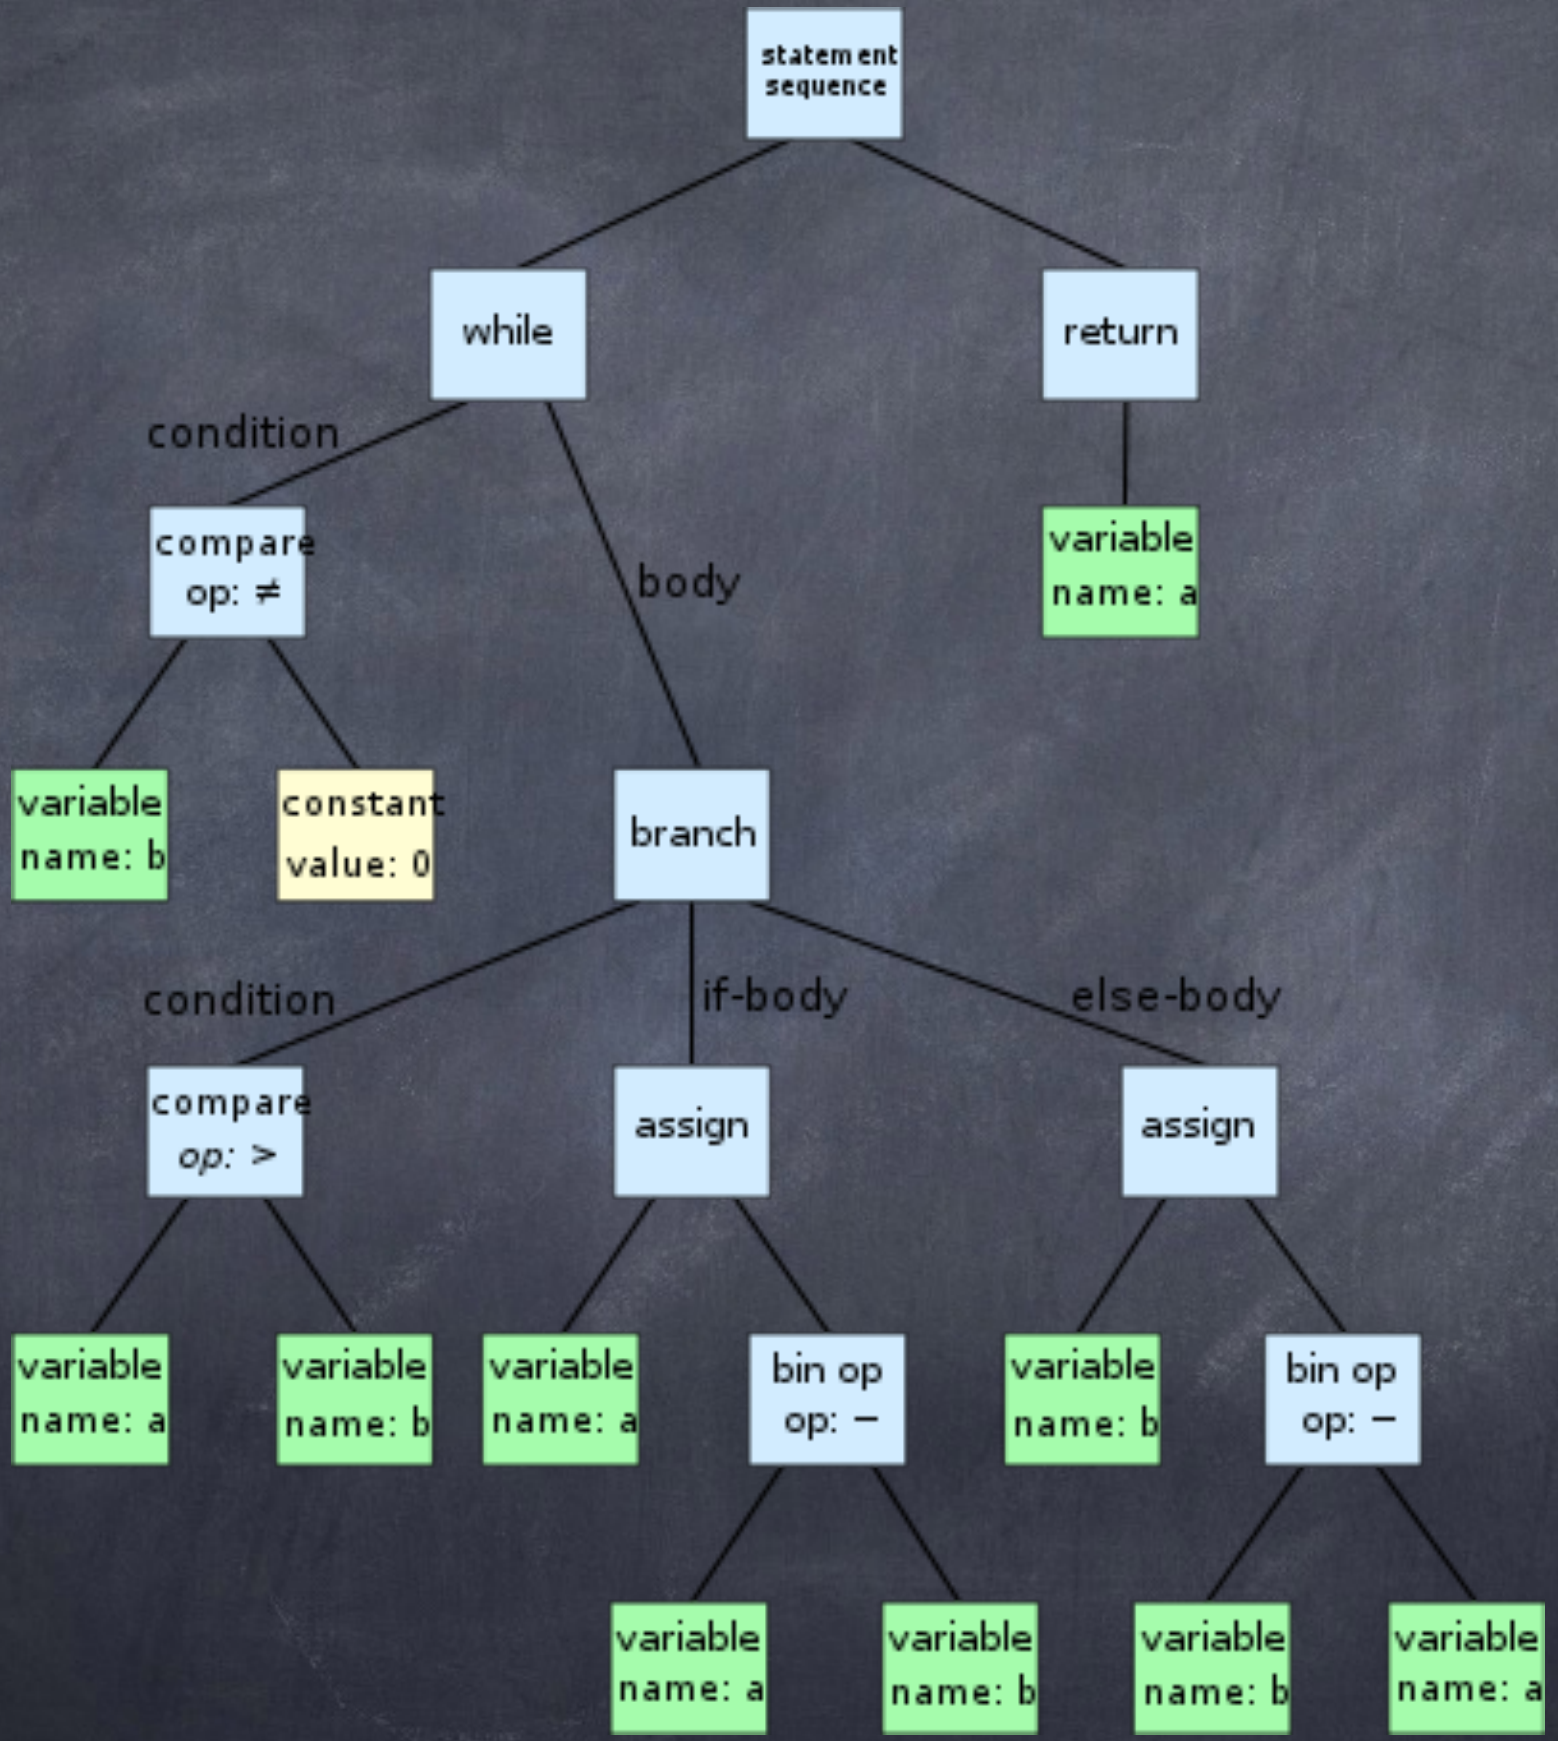 statement
sequence
while
return
condition
compare
op: ≠
body
variable
name: a
variable
name: b
constant
value: 0
branch
condition
if-body
else-body
compare
op: >
assign
assign
variable
name: a
variable
name: b
variable
name: a
bin op
op: −
variable
name: b
bin op
op: −
variable
name: a
variable
name: b
variable
name: b
variable
name: a